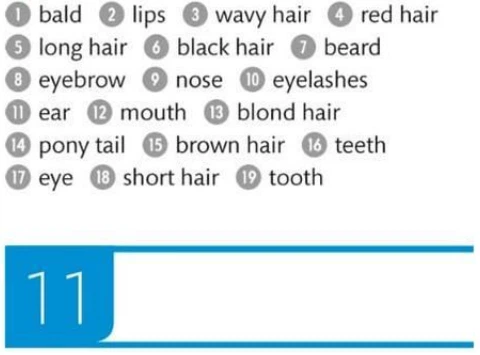 1 bald 2 lips 3 wavy hair 4 red hair
5 long hair 6 black hair 7 beard
8 eyebrow 9 nose 10 eyelashes
11 ear 12 mouth 13 blond hair
14 pony tail 15 brown hair 16 teeth
17 eye 18 short hair 19 tooth
11